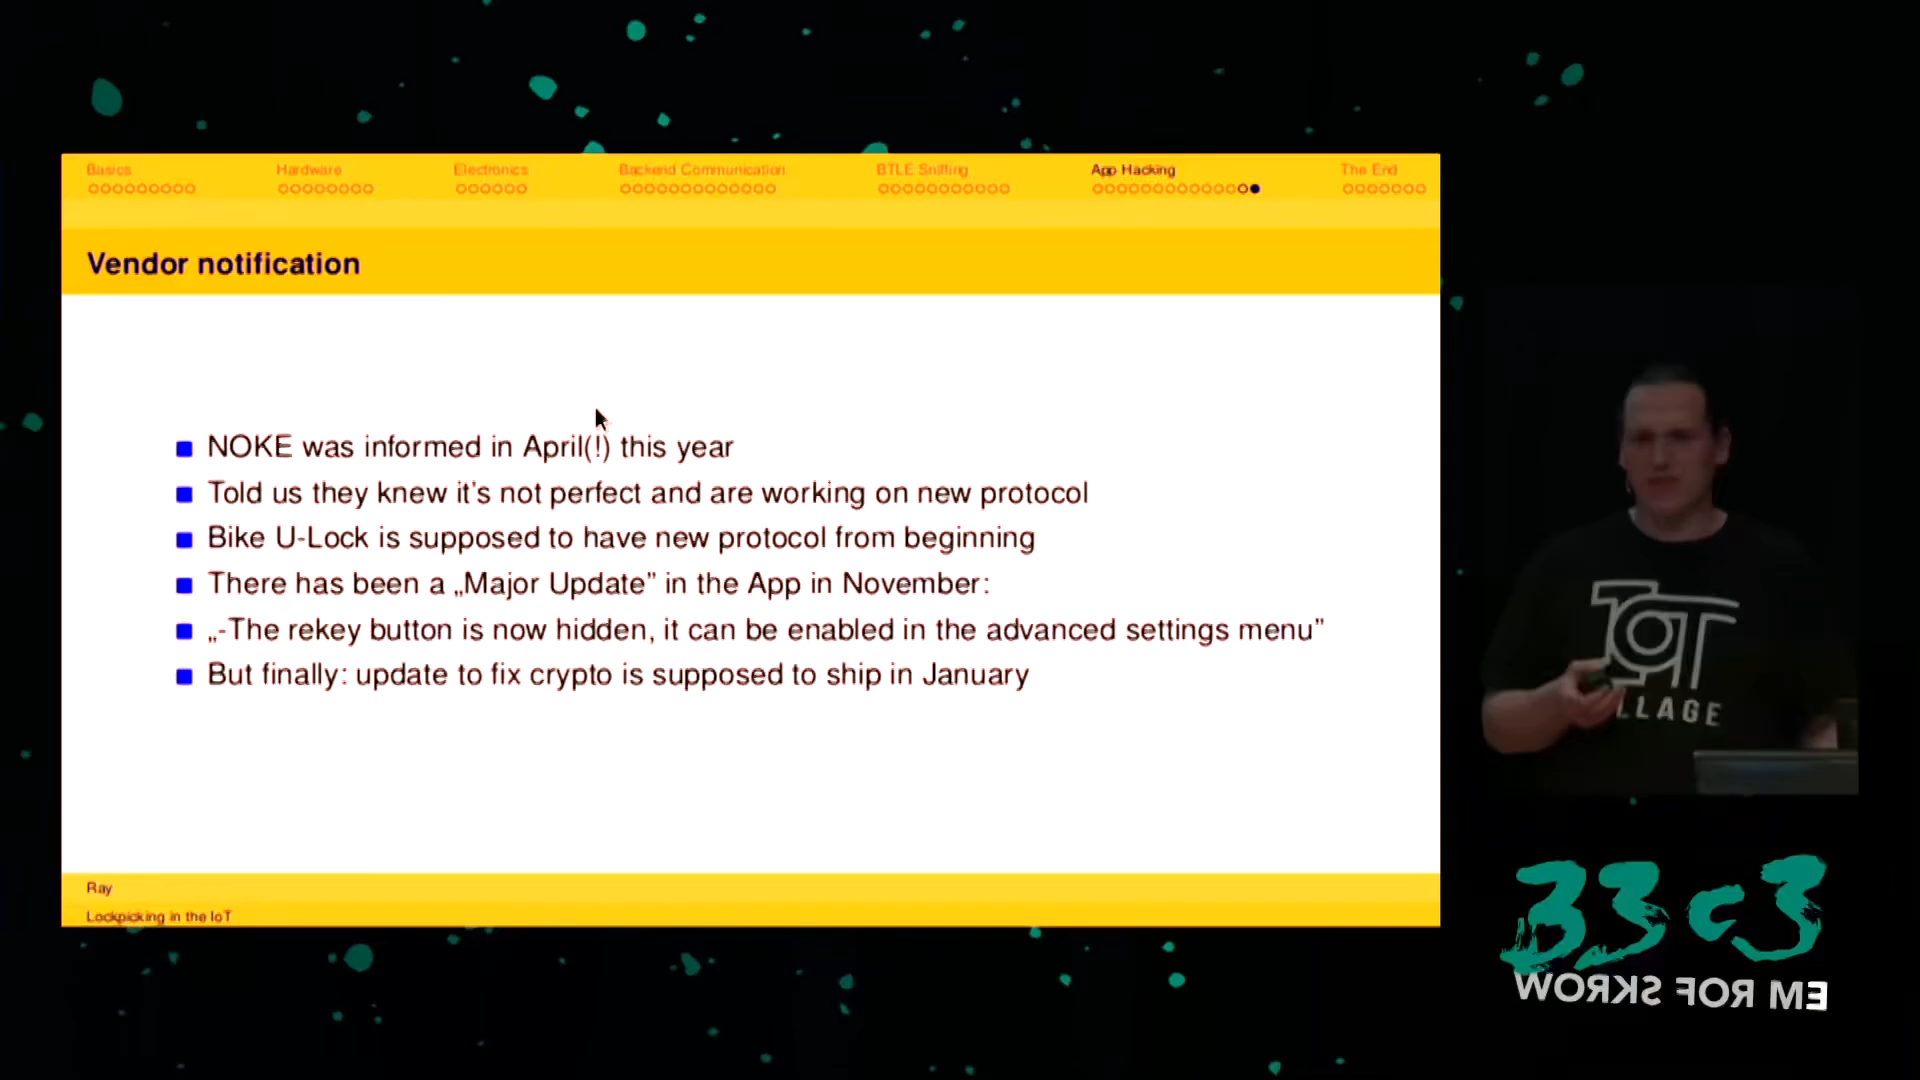 Basics Hardware Electronics Backend Communication BTLE Sniffing App Hacking The End
Vendor notification
NOKE was informed in April(!) this year
Told us they knew it's not perfect and are working on new protocol
Bike U-Lock is supposed to have new protocol from beginning
There has been a „Major Update" in the App in November:
„-The rekey button is now hidden, it can be enabled in the advanced settings menu"
But finally: update to fix crypto is supposed to ship in January
Ray
Lockpicking in the IoT
IOT
LLAGE
33c3
WORKS FOR ME